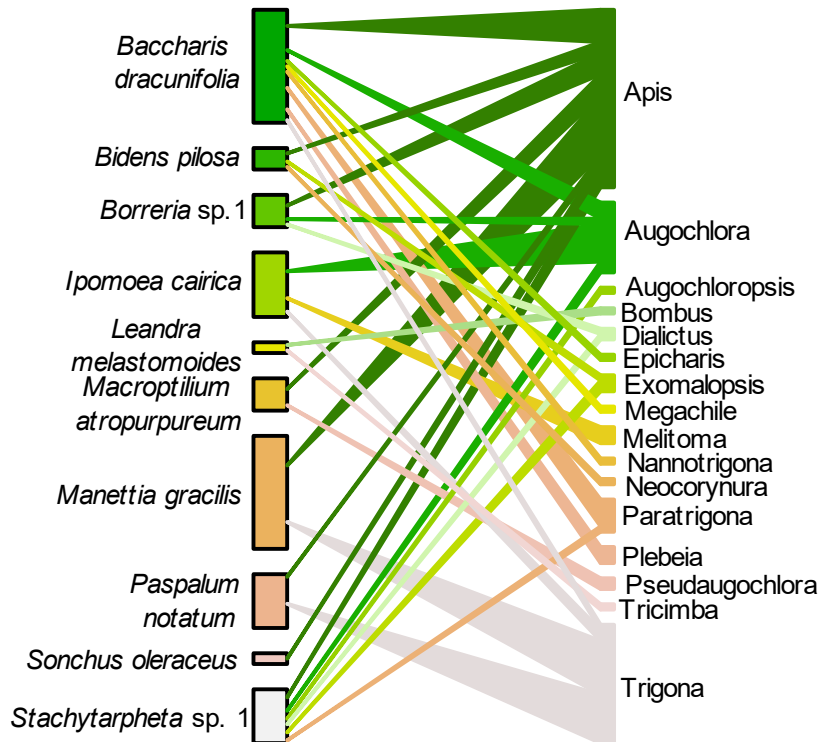 Baccharis
dracunifolia
Bidens pilosa
Borreria sp. 1
Ipomoea cairica
Leandra
melastomoides
Macroptilium
atropurpureum
Manettia gracilis
Paspalum
notatum
Sonchus oleraceus
Stachytarpheta sp. 1
Apis
Augochlora
Augochloropsis
Bombus
Dialictus
Epicharis
Exomalopsis
Megachile
Melitoma
Nannotrigona
Neocorynura
Paratrigona
Plebeia
Pseudaugochlora
Tricimba
Trigona